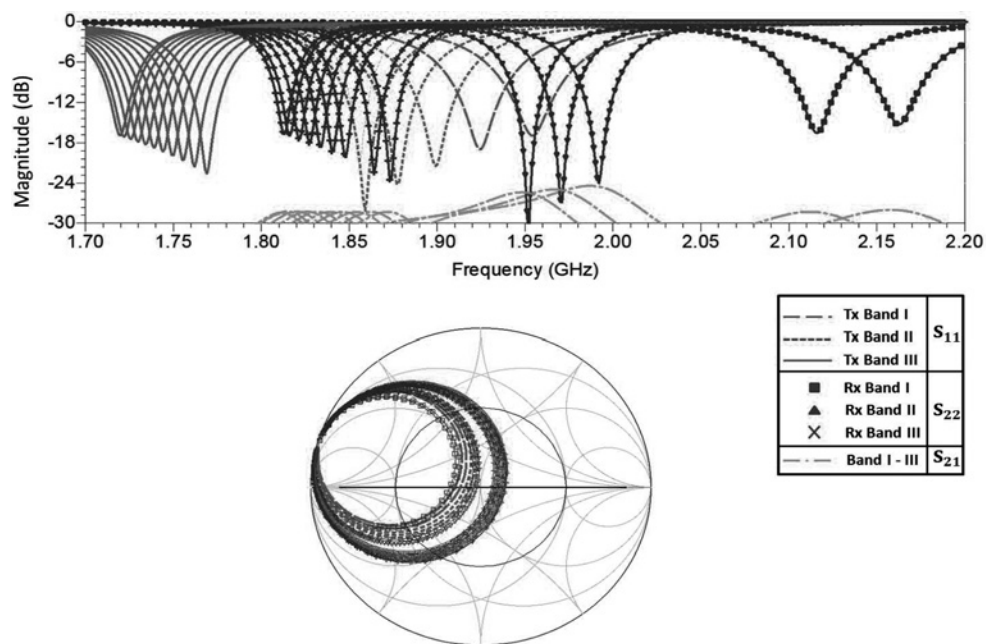 0
-6
-12
-18
-24
-30
Magnitude (dB)
1.70 1.75 1.80 1.85 1.90 1.95 2.00 2.05 2.10 2.15 2.20
Frequency (GHz)
Tx Band I
Tx Band II
Tx Band III
S11
Rx Band I
Rx Band II
Rx Band III
S22
Band I - III
S21